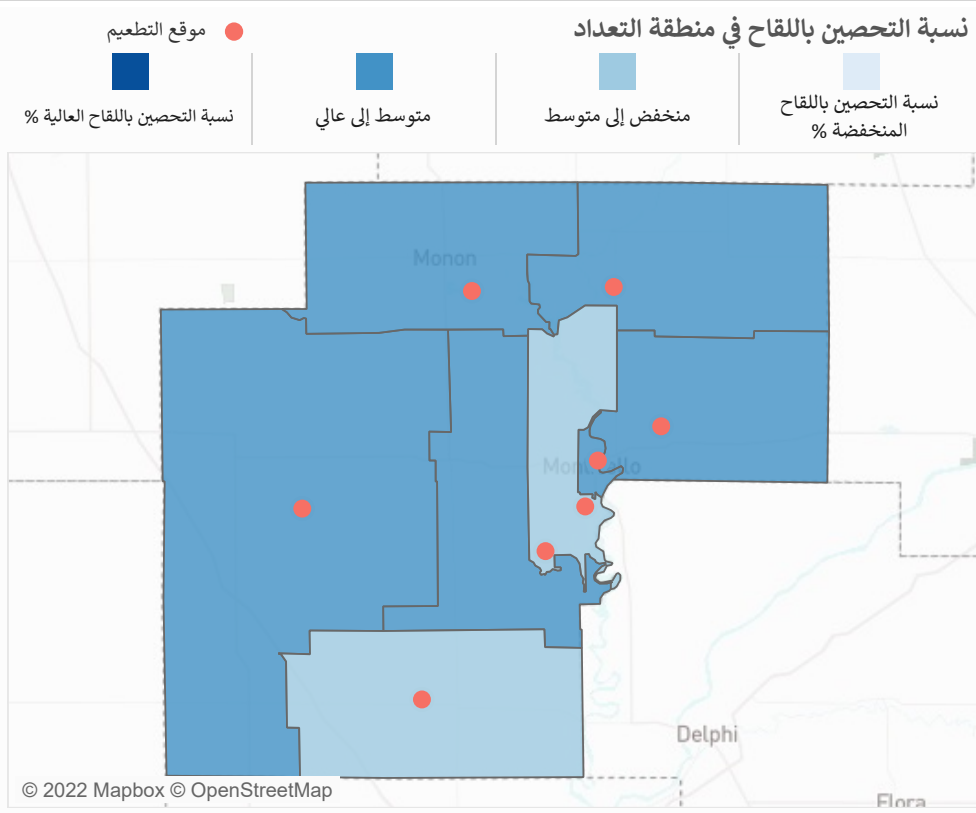 نسبة التحصين باللقاح في منطقة التعداد
موقع التطعيم
نسبة التحصين باللقاح
المنخفضة %
منخفض إلى متوسط
متوسط إلى عالي
نسبة التحصين باللقاح العالية %
Monon
Monticello
Delphi
Flora
© 2022 Mapbox © OpenStreetMap